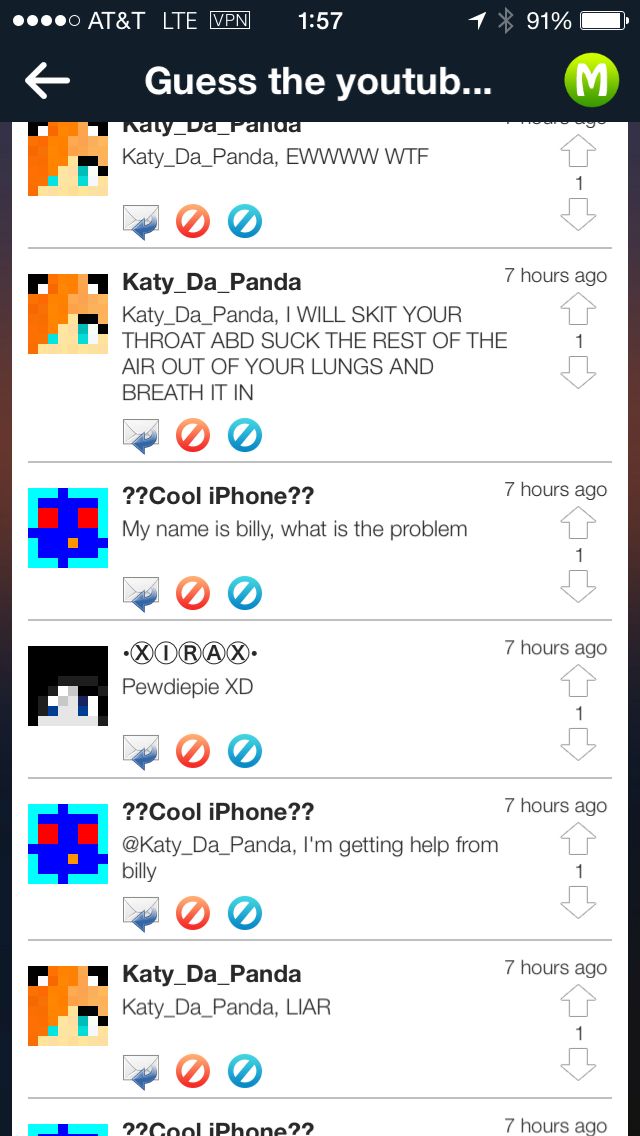 AT&T LTE VPN 1:57 91%
Guess the youtub... M
Katy_Da_Panda 7 hours ago
Katy_Da_Panda, EWWWW WTF
1
Katy_Da_Panda 7 hours ago
Katy_Da_Panda, I WILL SKIT YOUR
THROAT ABD SUCK THE REST OF THE
AIR OUT OF YOUR LUNGS AND
BREATH IT IN
1
??Cool iPhone?? 7 hours ago
My name is billy, what is the problem
1
•ⓍⒾⓇⒶⓍ• 7 hours ago
Pewdiepie XD
1
??Cool iPhone?? 7 hours ago
@Katy_Da_Panda, I'm getting help from
billy
1
Katy_Da_Panda 7 hours ago
Katy_Da_Panda, LIAR
1
??Cool iPhone?? 7 hours ago